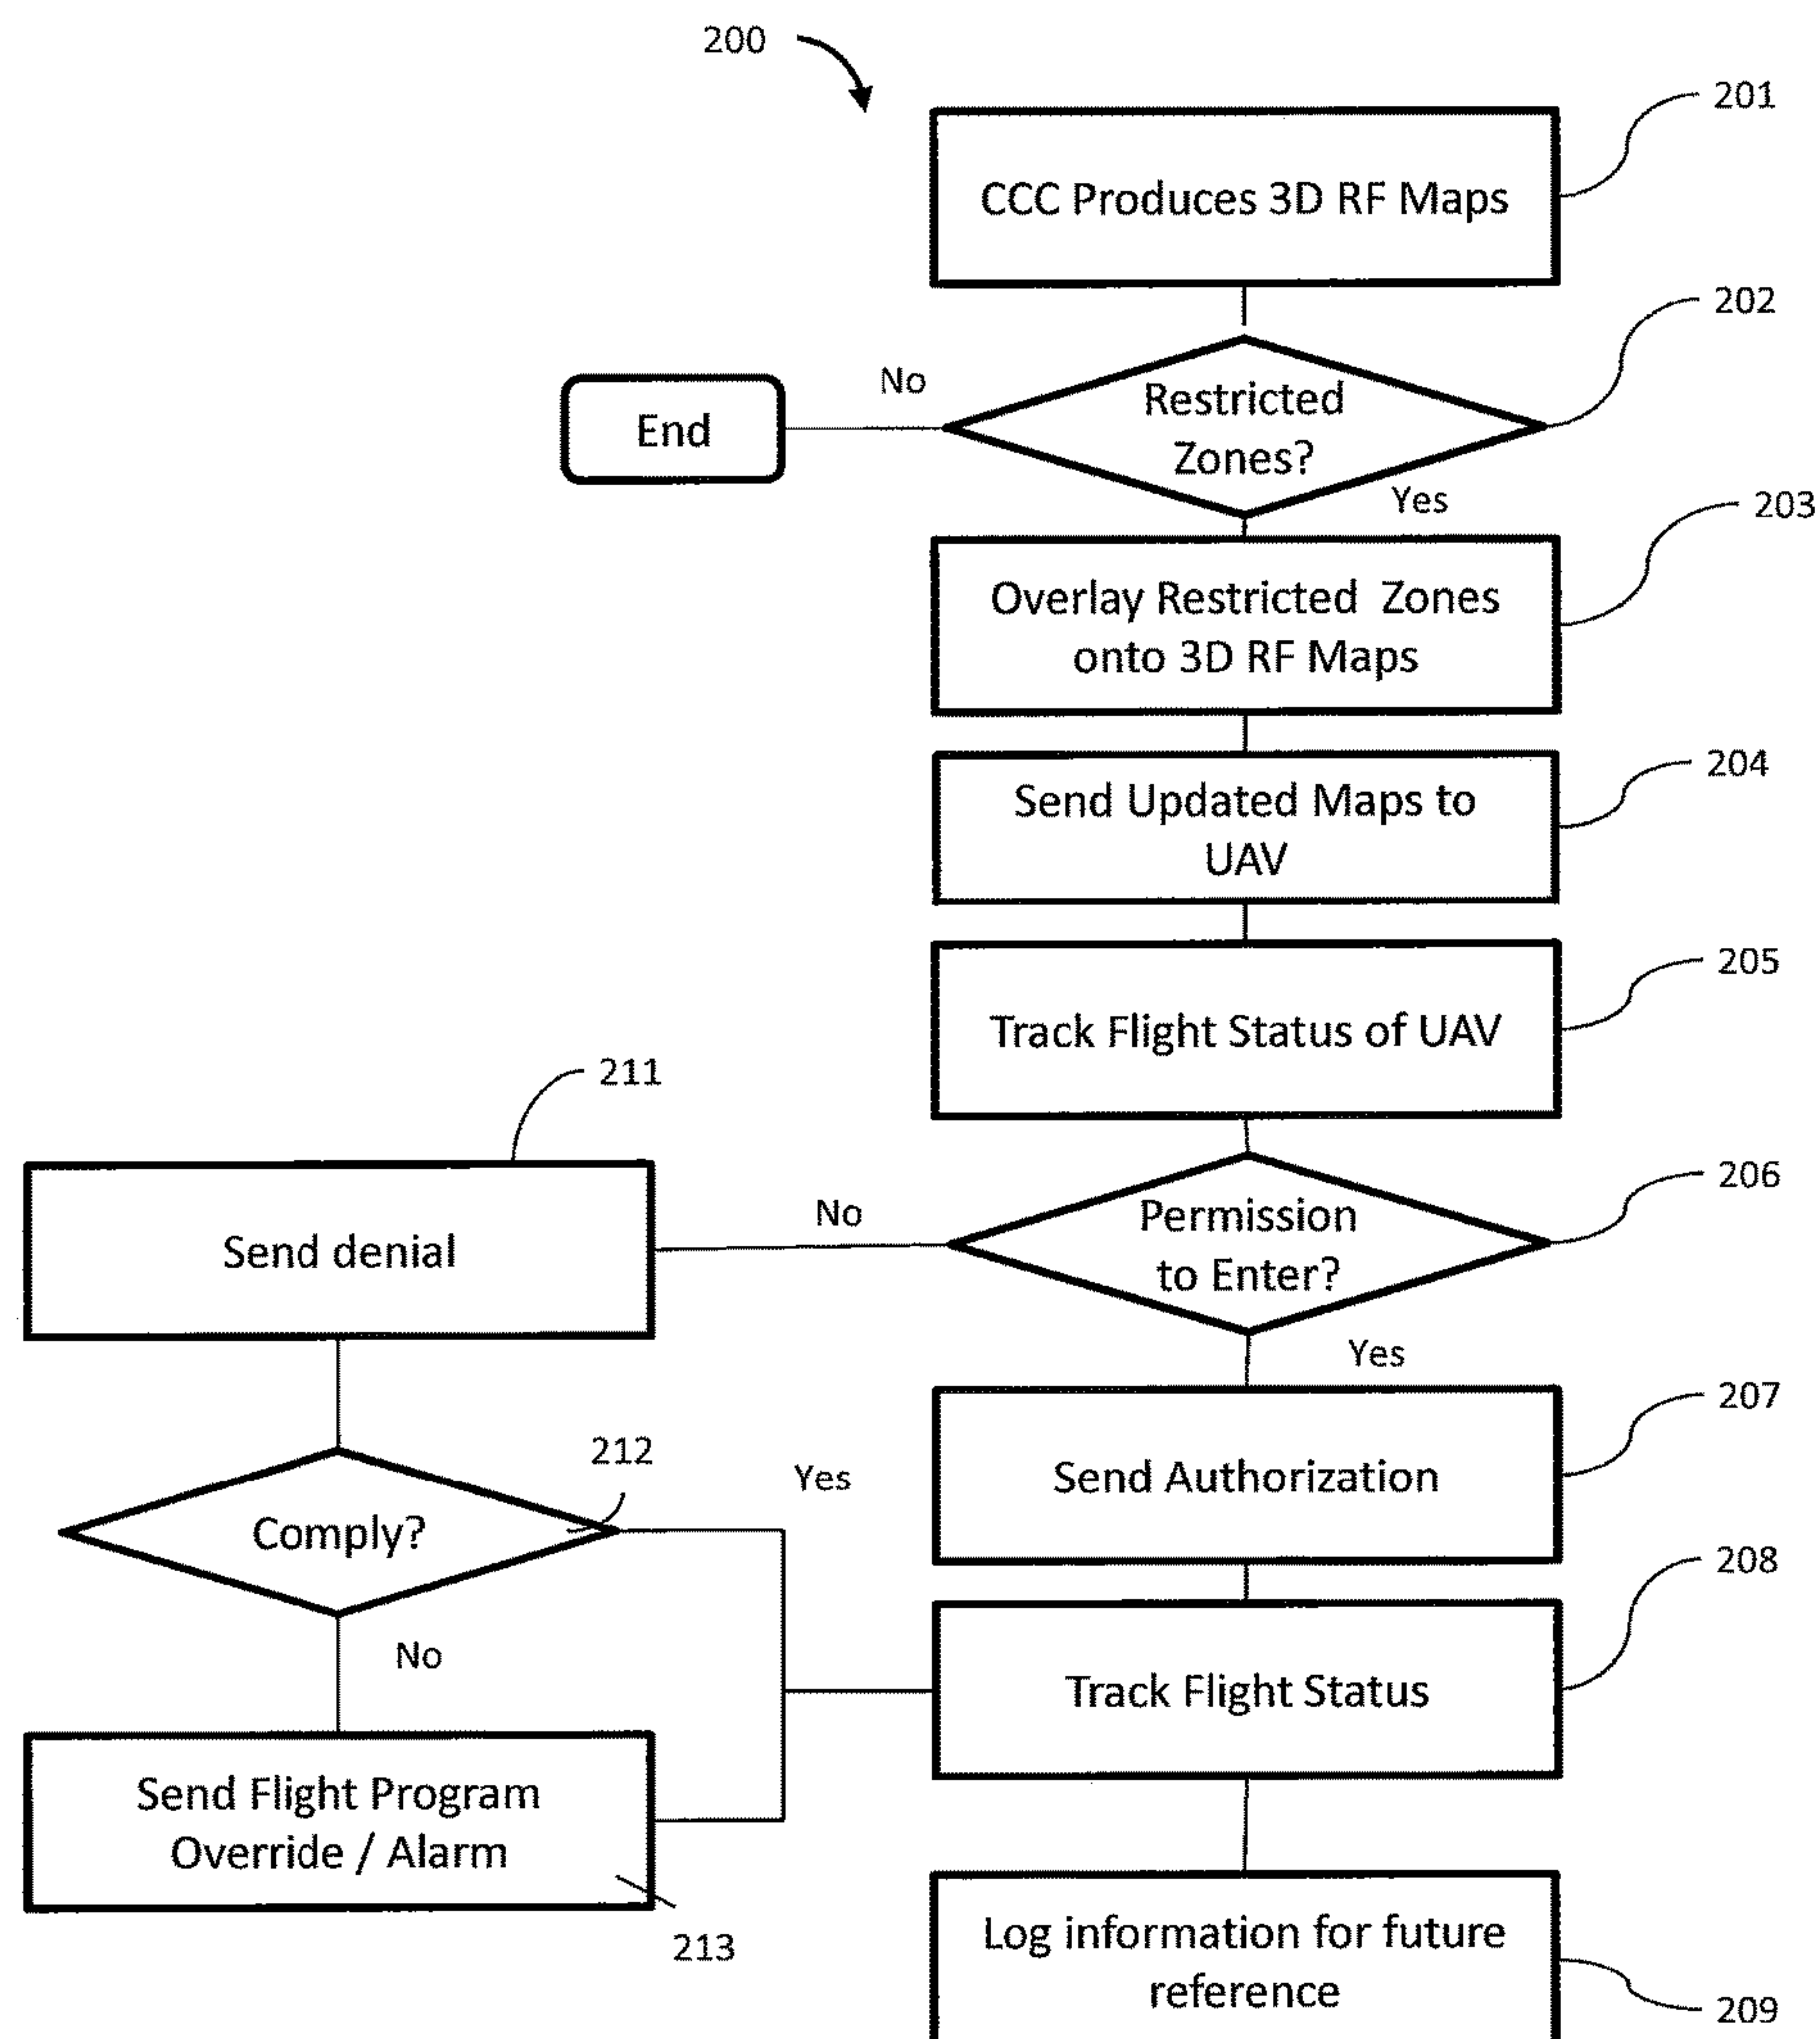 200
201
CCC Produces 3D RF Maps
202
No
Restricted
Zones?
End
Yes
203
Overlay Restricted Zones
onto 3D RF Maps
204
Send Updated Maps to
UAV
205
Track Flight Status of UAV
211
206
No
Permission
to Enter?
Send denial
Yes
207
212
Yes
Send Authorization
Comply?
208
No
Track Flight Status
Send Flight Program
Override / Alarm
213
Log information for future
reference
209